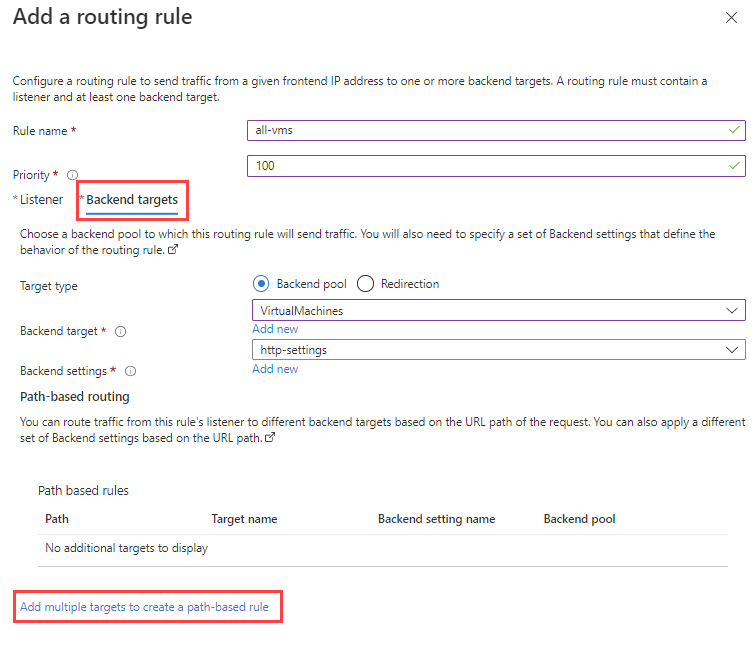 Add a routing rule
Configure a routing rule to send traffic from a given frontend IP address to one or more backend targets. A routing rule must contain a
listener and at least one backend target.
Rule name *
all-vms
Priority *
100
* Listener
* Backend targets
Choose a backend pool to which this routing rule will send traffic. You will also need to specify a set of Backend settings that define the
behavior of the routing rule.
Target type
Backend pool
Redirection
Backend target *
VirtualMachines
Add new
Backend settings *
http-settings
Add new
Path-based routing
You can route traffic from this rule's listener to different backend targets based on the URL path of the request. You can also apply a different
set of Backend settings based on the URL path.
Path based rules
Path Target name Backend setting name Backend pool
No additional targets to display
Add multiple targets to create a path-based rule